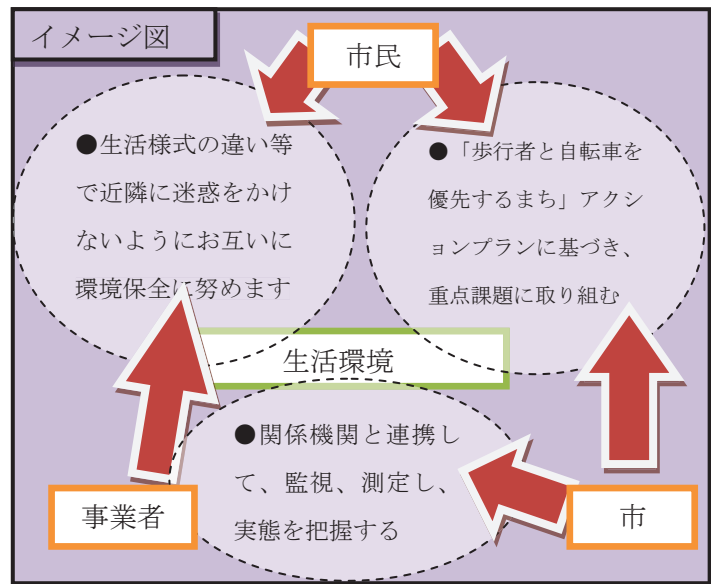 イメージ図
市民
●生活様式の違い等
で近隣に迷惑をかけ
ないようにお互いに
環境保全に努めます
●「歩行者と自転車を
優先するまち」アクシ
ョンプランに基づき、
重点課題に取り組む
生活環境
●関係機関と連携し
て、監視、測定し、
実態を把握する
事業者
市